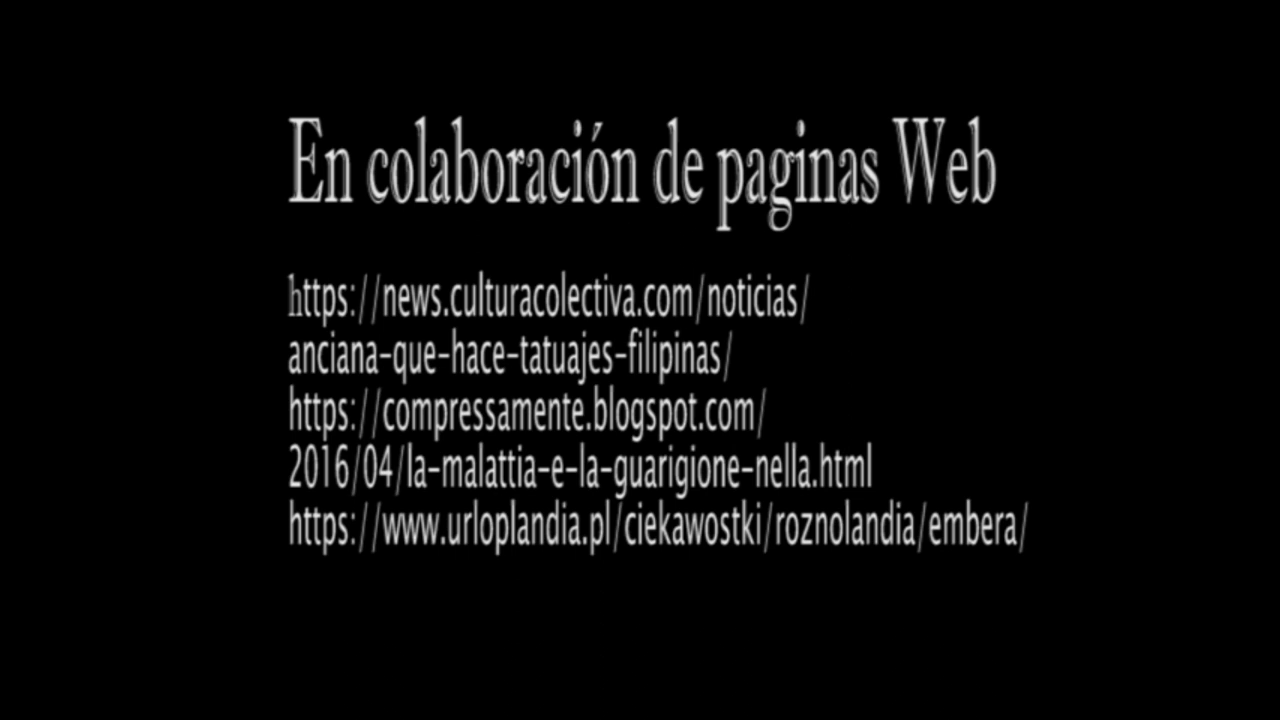 En colaboración de paginas Web
https://news.culturacolectiva.com/noticias/
anciana-que-hace-tatuajes-filipinas/
https://compressamente.blogspot.com/
2016/04/la-malattia-e-la-guarigione-nella.html
https://www.urloplandia.pl/ciekawostki/roznolandia/embera/